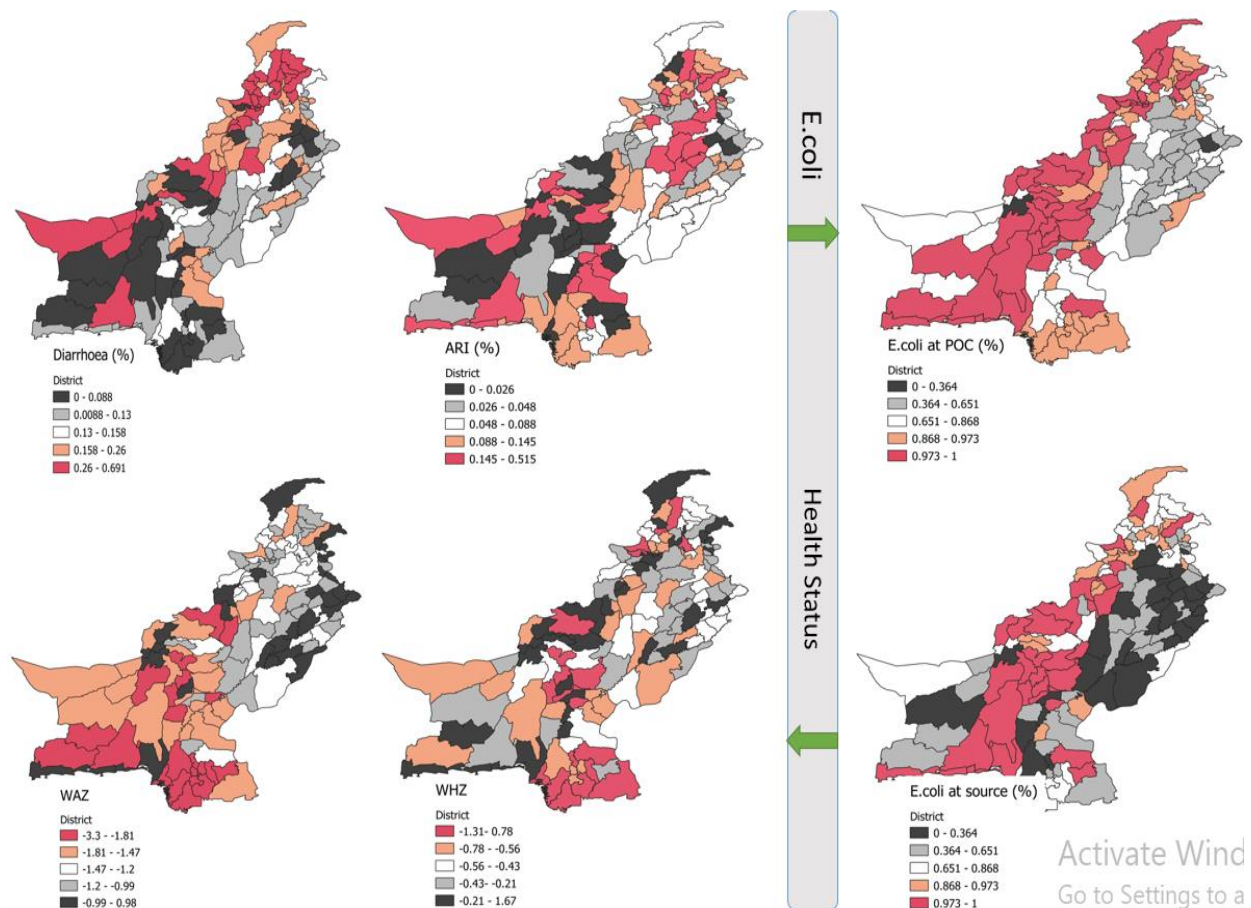 Diarrhoea (%)
District
0 - 0.088
0.0088 - 0.13
0.13 - 0.158
0.158 - 0.26
0.26 - 0.691
ARI (%)
District
0 - 0.026
0.026 - 0.048
0.048 - 0.088
0.088 - 0.145
0.145 - 0.515
E.coli
Health Status
E.coli at POC (%)
District
0 - 0.364
0.364 - 0.651
0.651 - 0.868
0.868 - 0.973
0.973 - 1
WAZ
District
-3.3 - -1.81
-1.81 - -1.47
-1.47 - -1.2
-1.2 - -0.99
-0.99 - 0.98
WHZ
District
-1.31- 0.78
-0.78 - -0.56
-0.56 - -0.43
-0.43- -0.21
-0.21 - 1.67
E.coli at source (%)
District
0 - 0.364
0.364 - 0.651
0.651 - 0.868
0.868 - 0.973
0.973 - 1
Activate Wind
Go to Settings to a